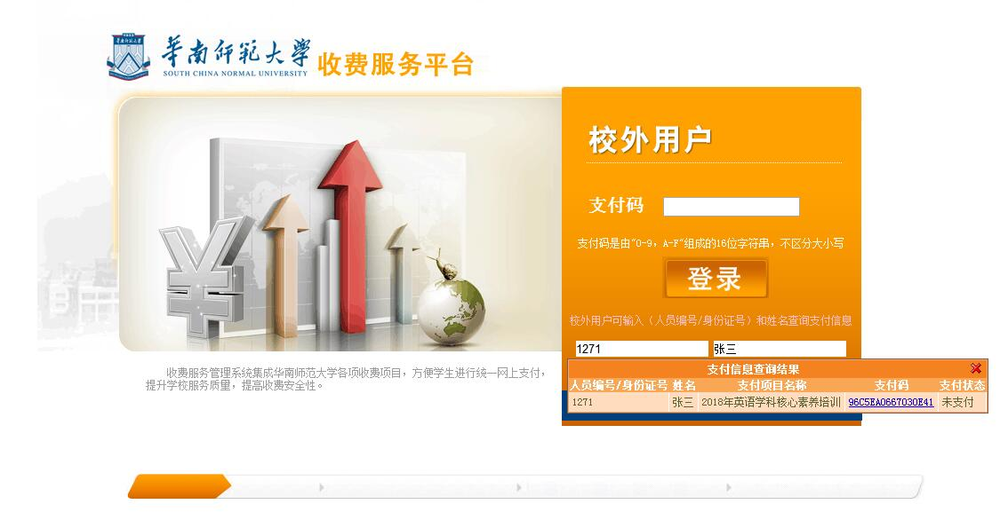 華南師範大學
SOUTH CHINA NORMAL UNIVERSITY
收费服务平台
校外用户
支付码
支付码是由"0-9，A-F"组成的16位字符串，不区分大小写
登录
校外用户可输入（人员编号/身份证号）和姓名查询支付信息
1271 张三
支付信息查询结果
人员编号/身份证号 姓名 支付项目名称 支付码 支付状态
1271 张三 2018年英语学科核心素养培训 96C5EA0667030E41 未支付
收费服务管理系统集成华南师范大学各项收费项目，方便学生进行统一网上支付，
提升学校服务质量，提高收费安全性。